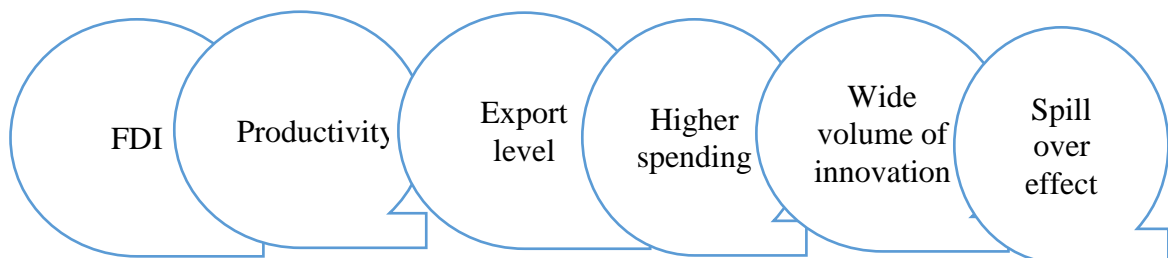 FDI
Productivity
Export
level
Higher
spending
Wide
volume of
innovation
Spill
over
effect